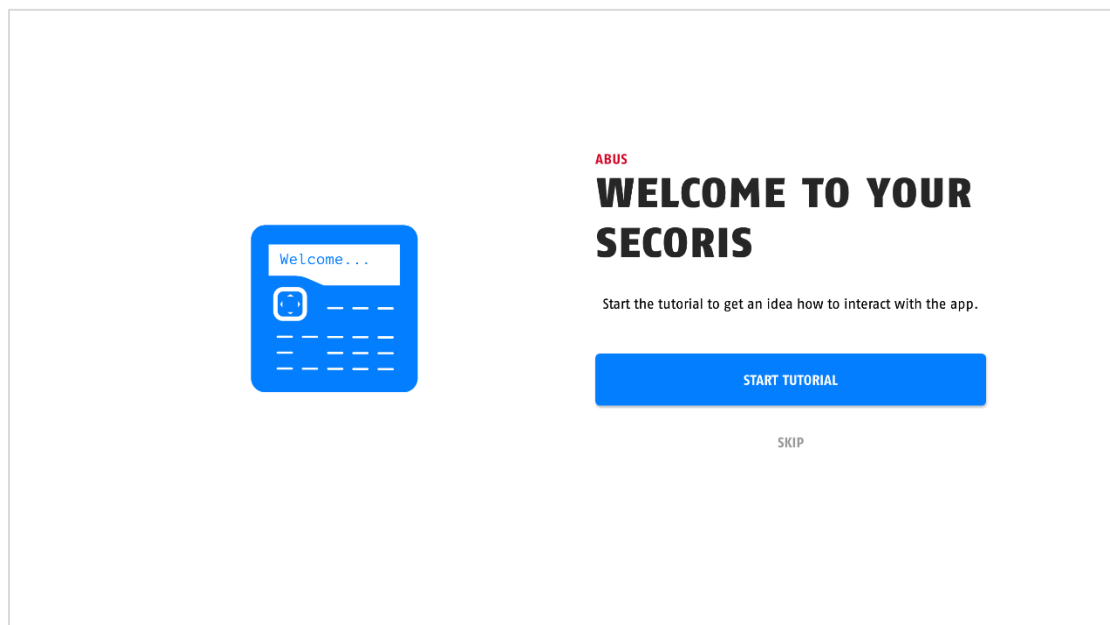 Welcome...
ABUS
WELCOME TO YOUR
SECORIS
Start the tutorial to get an idea how to interact with the app.
START TUTORIAL
SKIP